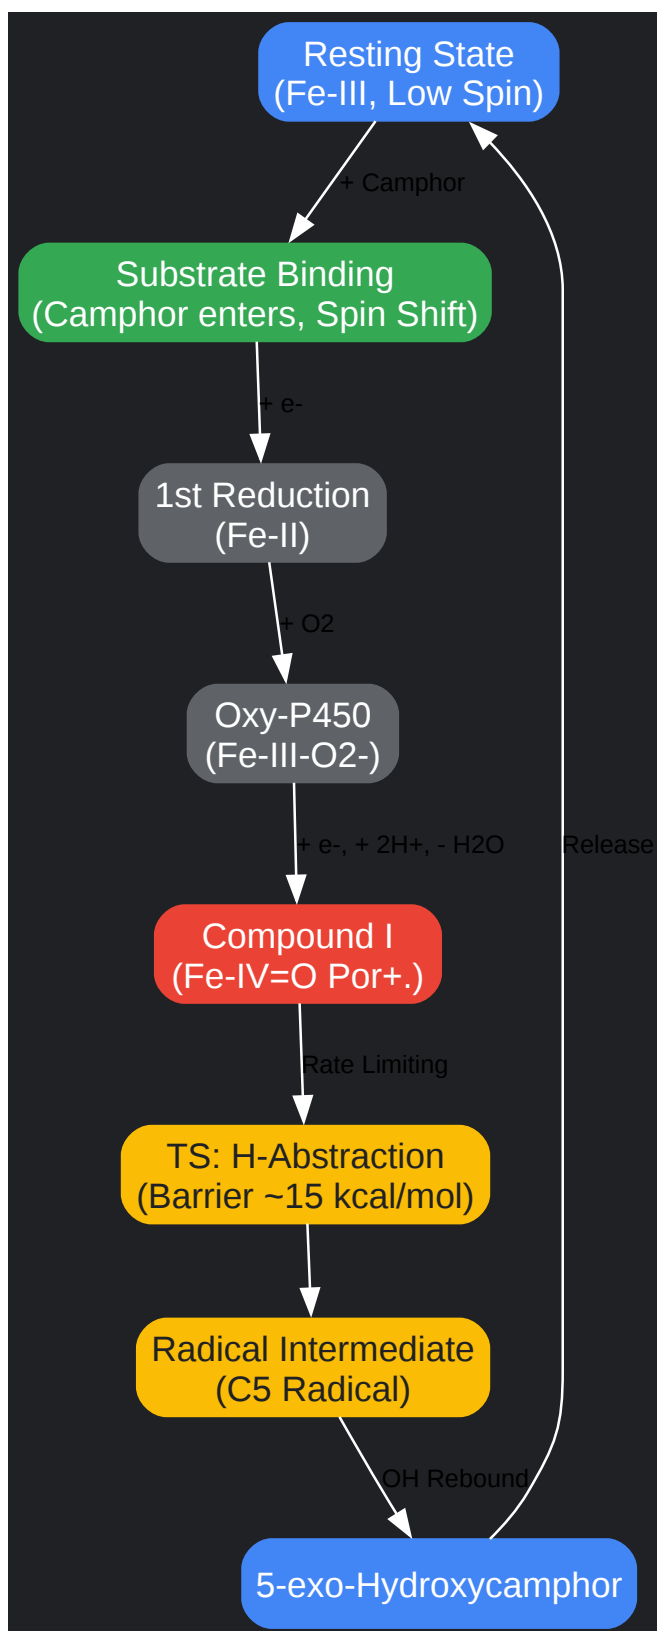 Resting State
(Fe-III, Low Spin)
+ Camphor
Substrate Binding
(Camphor enters, Spin Shift)
+ e-
1st Reduction
(Fe-II)
+ O2
Oxy-P450
(Fe-III-O2-)
+ e-, + 2H+, - H2O
Release
Compound I
(Fe-IV=O Por+.)
Rate Limiting
TS: H-Abstraction
(Barrier ~15 kcal/mol)
Radical Intermediate
(C5 Radical)
OH Rebound
5-exo-Hydroxycamphor